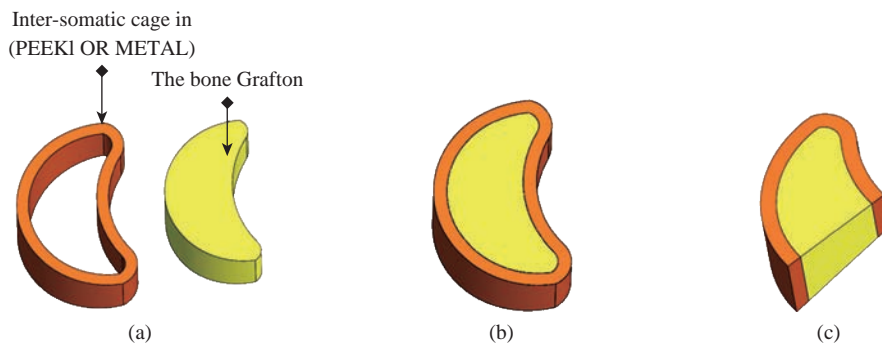 Inter-somatic cage in
(PEEKl OR METAL)
The bone Grafton
(a)
(b)
(c)